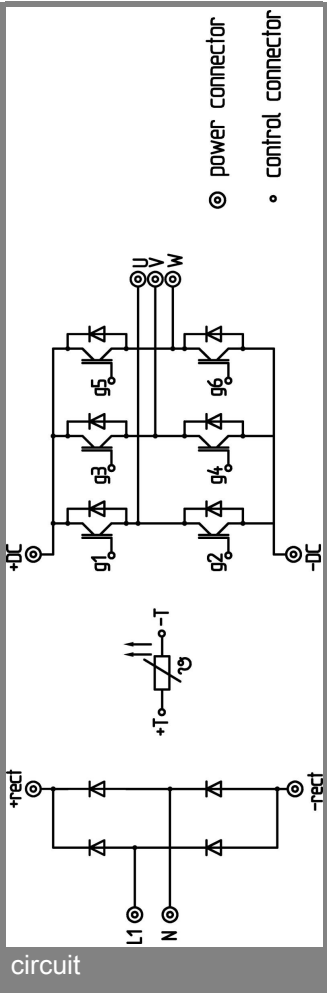 power connector
control connector
U
V
W
g5
g6
g3
g4
g1
g2
+DC
-DC
+T
-T
ϑ
+rect
-rect
L1
N
circuit